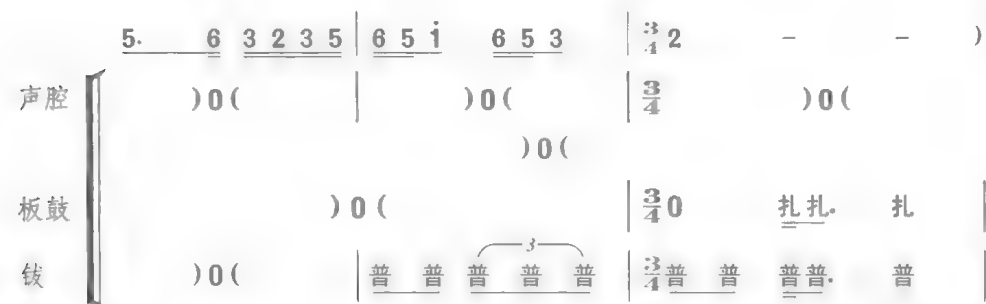 5. 6 3 2 3 5 | 6 5 i 6 5 3 | 3/4 2 - - )
声腔 )0( | )0( | 3/4 )0(
)0(
板鼓 )0( | 3/4 0 扎扎. 扎
钹 )0( | 普 普 普 普 普 3 | 3/4 普 普 普普. 普